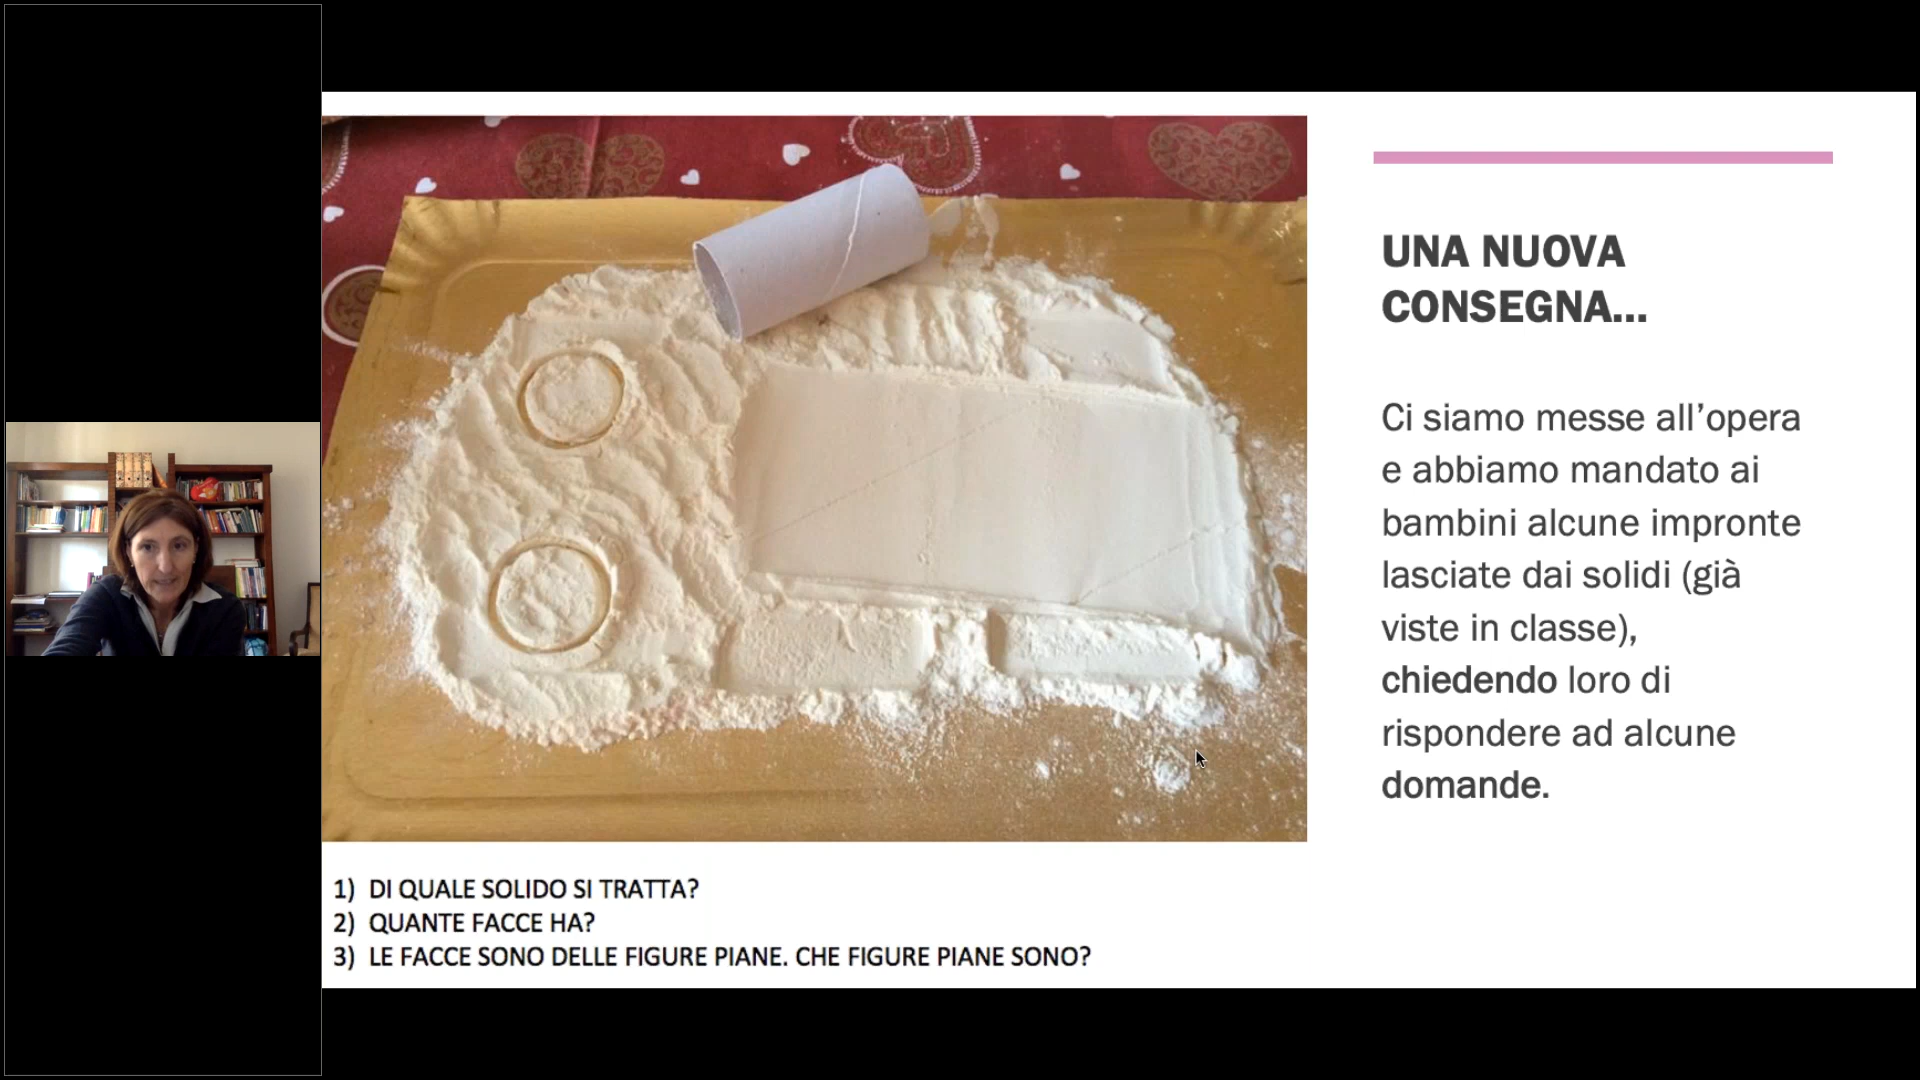 UNA NUOVA
CONSEGNA...
Ci siamo messe all’opera
e abbiamo mandato ai
bambini alcune impronte
lasciate dai solidi (già
viste in classe),
chiedendo loro di
rispondere ad alcune
domande.
1) DI QUALE SOLIDO SI TRATTA?
2) QUANTE FACCE HA?
3) LE FACCE SONO DELLE FIGURE PIANE. CHE FIGURE PIANE SONO?